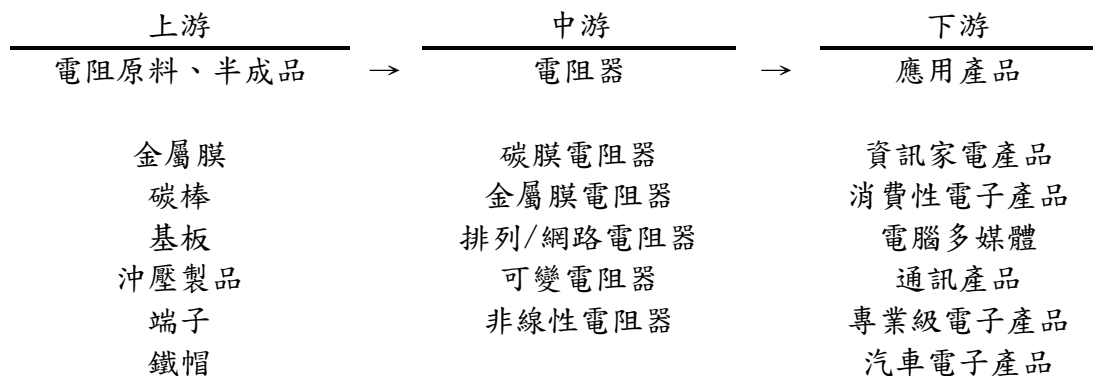 上游 中游 下游
電阻原料、半成品 → 電阻器 → 應用產品
金屬膜 碳膜電阻器 資訊家電產品
碳棒 金屬膜電阻器 消費性電子產品
基板 排列/網路電阻器 電腦多媒體
沖壓製品 可變電阻器 通訊產品
端子 非線性電阻器 專業級電子產品
鐵帽 汽車電子產品